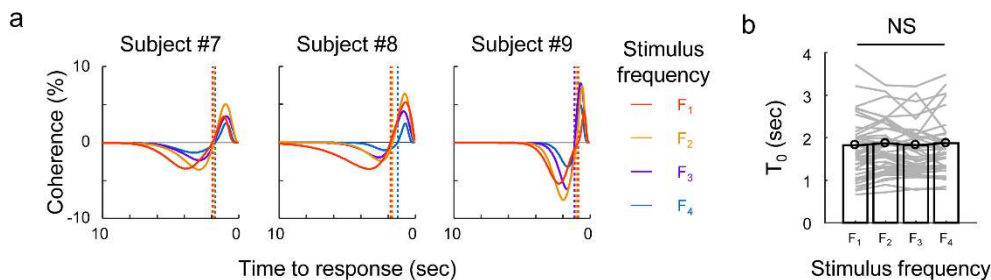 a
Subject #7
Subject #8
Subject #9
Coherence (%)
10
0
-10
10
0
10
0
10
0
Time to response (sec)
Stimulus
frequency
F₁
F₂
F₃
F₄
b
NS
T₀ (sec)
4
3
2
1
0
F₁ F₂ F₃ F₄
Stimulus frequency